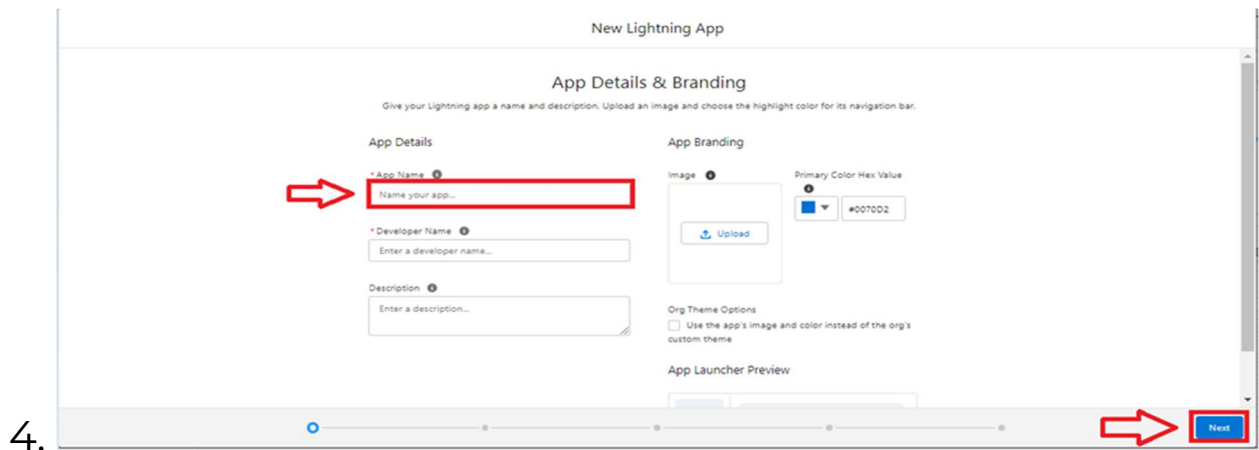 New Lightning App
App Details & Branding
Give your Lightning app a name and description. Upload an image and choose the highlight color for its navigation bar.
App Details
* App Name
Name your app...
* Developer Name
Enter a developer name...
Description
Enter a description...
App Branding
Image
Upload
Primary Color Hex Value
#0070D2
Org Theme Options
Use the app's image and color instead of the org's
custom theme
App Launcher Preview
4.
Next